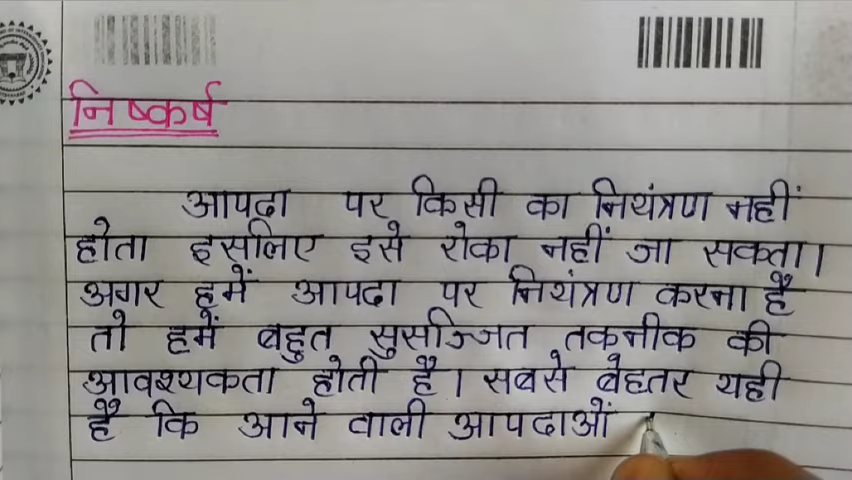 निष्कर्ष
आपदा पर किसी का नियंत्रण नहीं
होता इसलिए इसे रोका नहीं जा सकता।
अगर हमें आपदा पर नियंत्रण करना है
तो हमें बहुत सुसज्जित तकनीक की
आवश्यकता होती है। सबसे बेहतर यही
है कि आने वाली आपदाओं